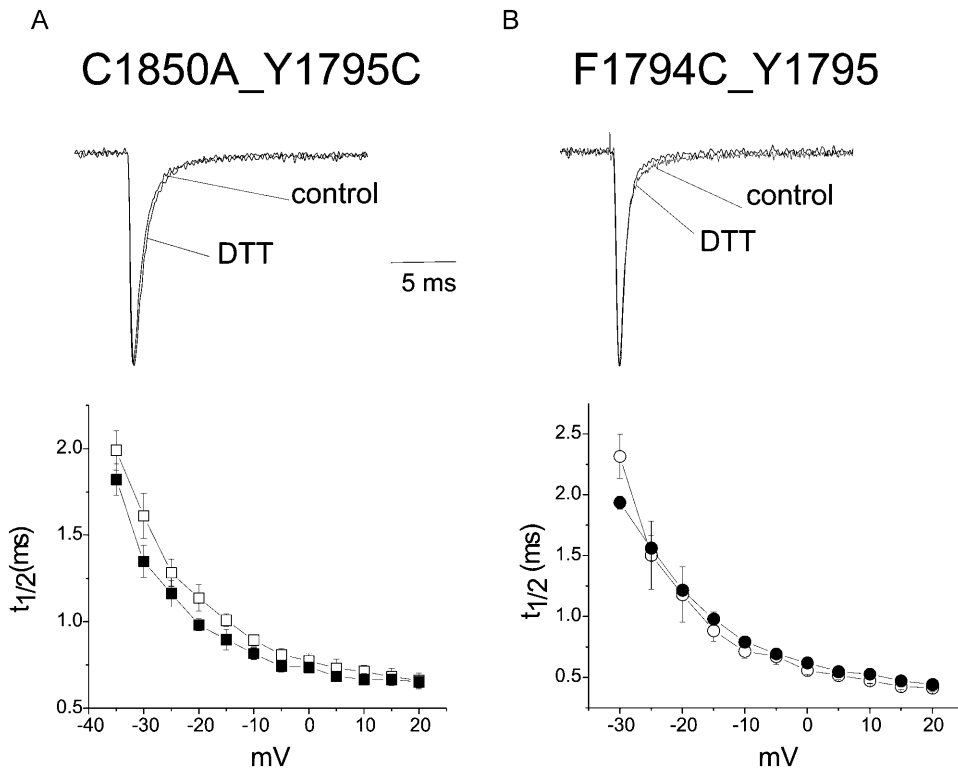 A
C1850A_Y1795C
control
DTT
5 ms
B
F1794C_Y1795
control
DTT
t1/2(ms)
2.0
1.5
1.0
0.5
-40 -30 -20 -10 0 10 20
mV
t1/2(ms)
2.5
2.0
1.5
1.0
0.5
-30 -20 -10 0 10 20
mV